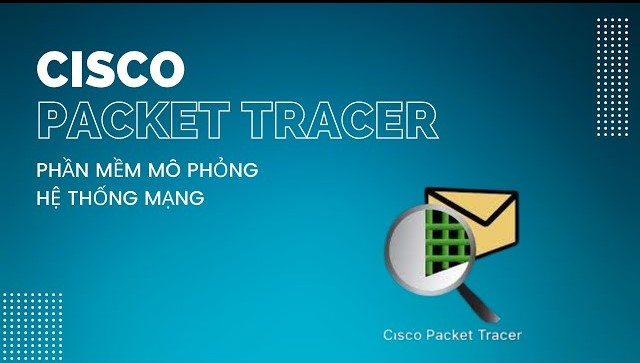 CISCO
PACKET TRACER
PHẦN MỀM MÔ PHỎNG
HỆ THỐNG MẠNG
Cisco Packet Tracer